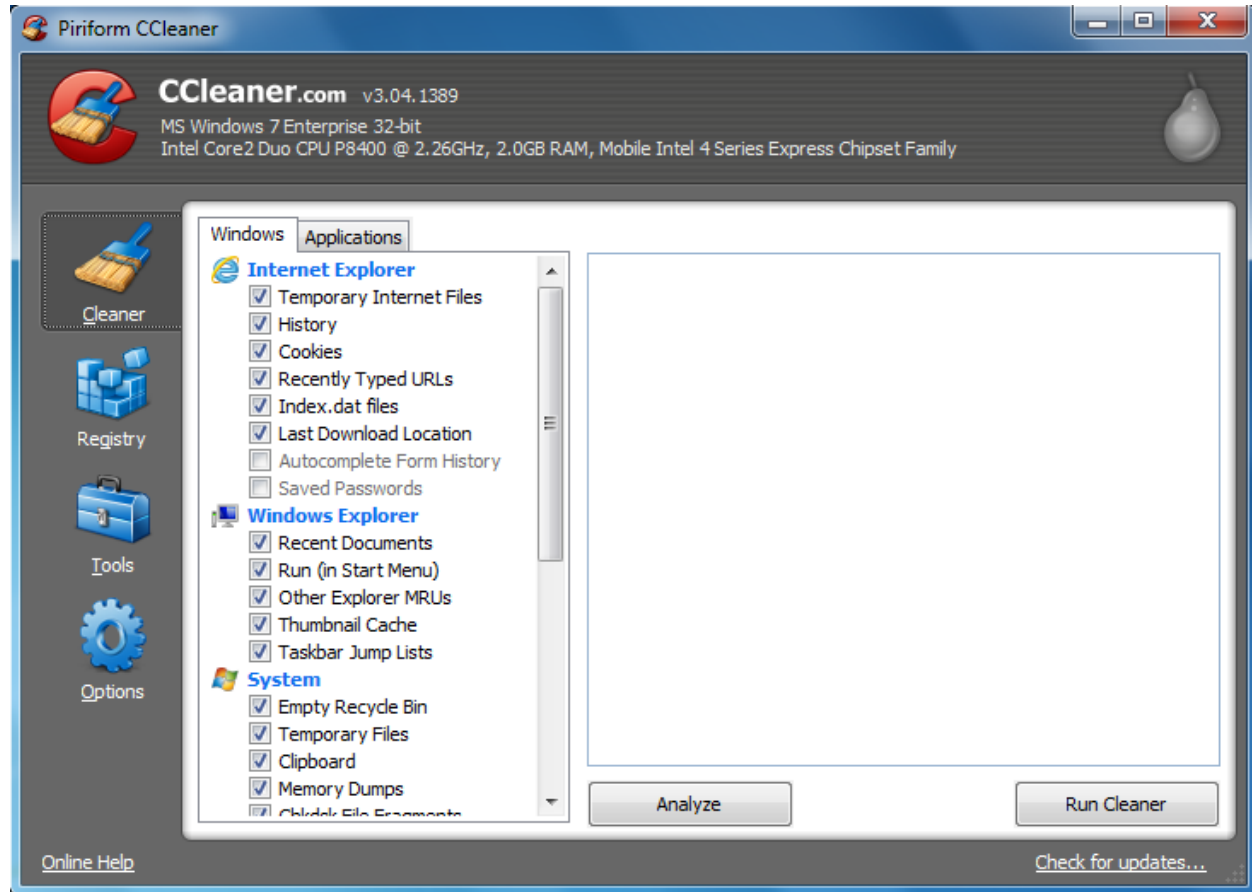 Piriform CCleaner
CCleaner.com v3.04.1389
MS Windows 7 Enterprise 32-bit
Intel Core2 Duo CPU P8400 @ 2.26GHz, 2.0GB RAM, Mobile Intel 4 Series Express Chipset Family
Cleaner
Registry
Tools
Options
Windows Applications
Internet Explorer
Temporary Internet Files
History
Cookies
Recently Typed URLs
Index.dat files
Last Download Location
Autocomplete Form History
Saved Passwords
Windows Explorer
Recent Documents
Run (in Start Menu)
Other Explorer MRUs
Thumbnail Cache
Taskbar Jump Lists
System
Empty Recycle Bin
Temporary Files
Clipboard
Memory Dumps
Chkdsk File Fragments
Analyze
Run Cleaner
Online Help
Check for updates...